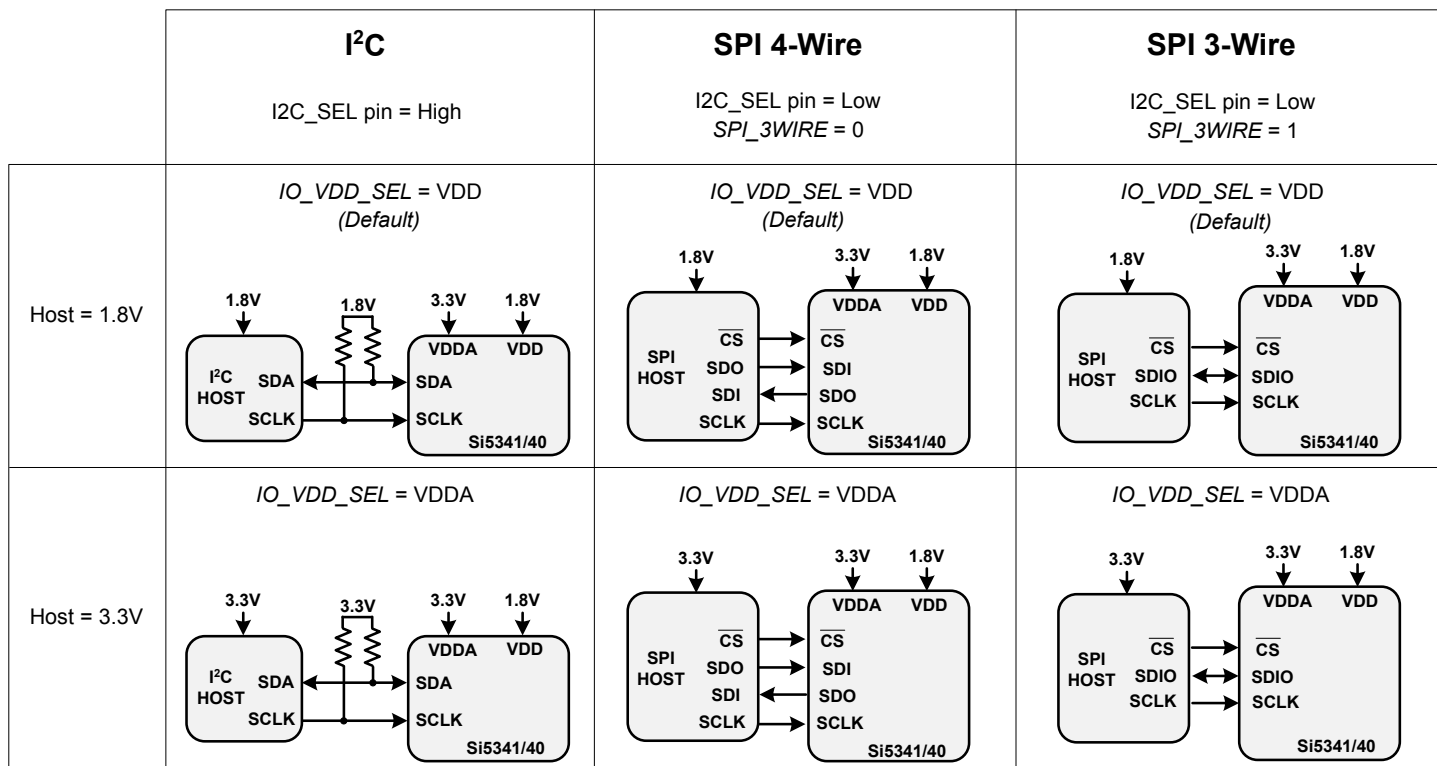 I²C
I2C_SEL pin = High
SPI 4-Wire
I2C_SEL pin = Low
SPI_3WIRE = 0
SPI 3-Wire
I2C_SEL pin = Low
SPI_3WIRE = 1
Host = 1.8V
IO_VDD_SEL = VDD
(Default)
1.8V
1.8V
3.3V
1.8V
VDDA
VDD
I²C
HOST
SDA
SCLK
SDA
SCLK
Si5341/40
IO_VDD_SEL = VDD
(Default)
1.8V
3.3V
1.8V
VDDA
VDD
SPI
HOST
CS
SDO
SDI
SCLK
CS
SDI
SDO
SCLK
Si5341/40
IO_VDD_SEL = VDD
(Default)
1.8V
3.3V
1.8V
VDDA
VDD
SPI
HOST
CS
SDIO
SCLK
CS
SDIO
SCLK
Si5341/40
Host = 3.3V
IO_VDD_SEL = VDDA
3.3V
3.3V
3.3V
1.8V
VDDA
VDD
I²C
HOST
SDA
SCLK
SDA
SCLK
Si5341/40
IO_VDD_SEL = VDDA
3.3V
3.3V
1.8V
VDDA
VDD
SPI
HOST
CS
SDO
SDI
SCLK
CS
SDI
SDO
SCLK
Si5341/40
IO_VDD_SEL = VDDA
3.3V
3.3V
1.8V
VDDA
VDD
SPI
HOST
CS
SDIO
SCLK
CS
SDIO
SCLK
Si5341/40